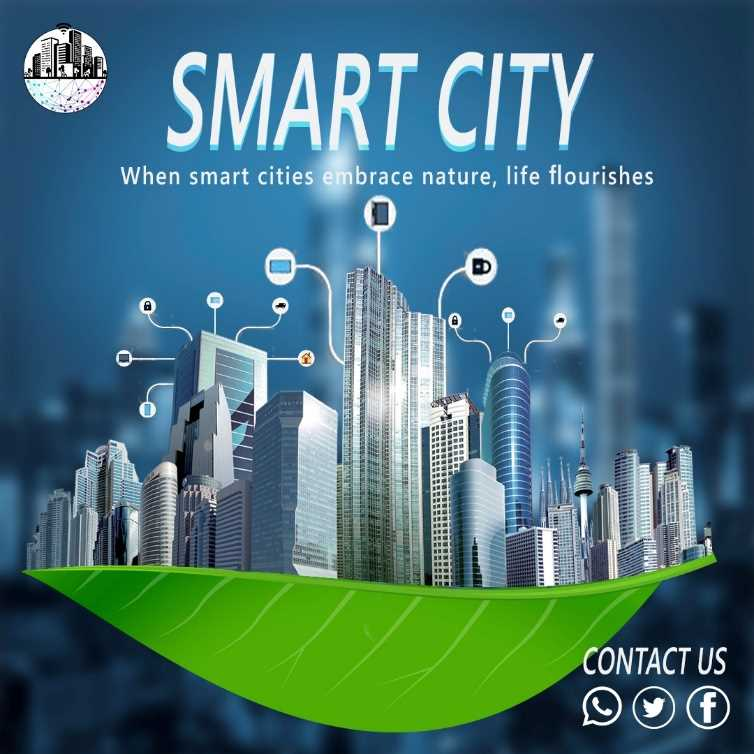 SMART CITY
When smart cities embrace nature, life flourishes
CONTACT US